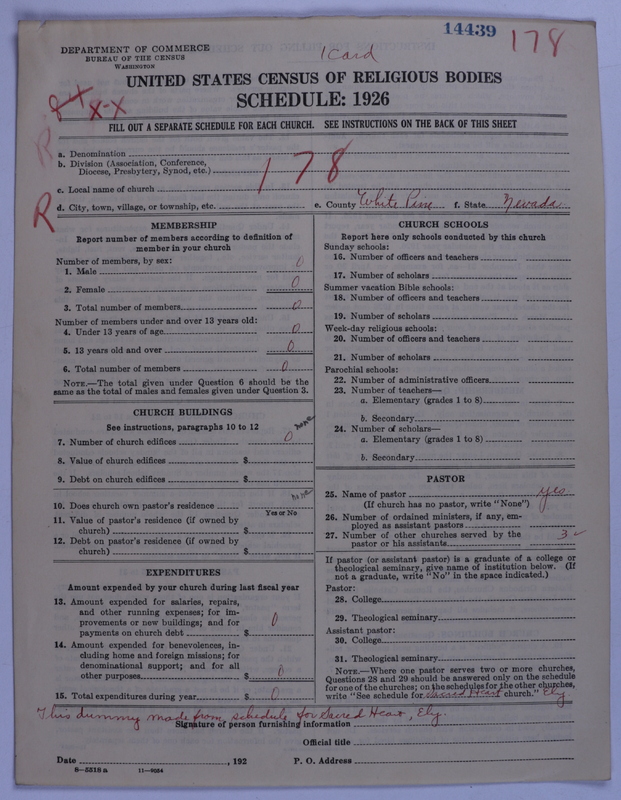 14439
178
1 Card
DEPARTMENT OF COMMERCE
BUREAU OF THE CENSUS
WASHINGTON
UNITED STATES CENSUS OF RELIGIOUS BODIES
SCHEDULE: 1926
X-X
R
FILL OUT A SEPARATE SCHEDULE FOR EACH CHURCH. SEE INSTRUCTIONS ON THE BACK OF THIS SHEET
a. Denomination
b. Division (Association, Conference,
Diocese, Presbytery, Synod, etc.)
178
c. Local name of church
R
d. City, town, village, or township, etc. e. County White Pine f. State Nevada
MEMBERSHIP
Report number of members according to definition of
member in your church
Number of members, by sex:
1. Male 0
2. Female 0
3. Total number of members 0
Number of members under and over 13 years old:
4. Under 13 years of age 0
5. 13 years old and over 0
6. Total number of members 0
NOTE.—The total given under Question 6 should be the
same as the total of males and females given under Question 3.
CHURCH BUILDINGS
See instructions, paragraphs 10 to 12
7. Number of church edifices 0 none
8. Value of church edifices $
9. Debt on church edifices $
10. Does church own pastor's residence no
Yes or No
11. Value of pastor's residence (if owned by
church) $
12. Debt on pastor's residence (if owned by
church) $
EXPENDITURES
Amount expended by your church during last fiscal year
13. Amount expended for salaries, repairs,
and other running expenses; for im-
provements or new buildings; and for
payments on church debt $ 0
14. Amount expended for benevolences, in-
cluding home and foreign missions; for
denominational support; and for all
other purposes $ 0
15. Total expenditures during year $ 0
CHURCH SCHOOLS
Report here only schools conducted by this church
Sunday schools:
16. Number of officers and teachers
17. Number of scholars
Summer vacation Bible schools:
18. Number of officers and teachers
19. Number of scholars
Week-day religious schools:
20. Number of officers and teachers
21. Number of scholars
Parochial schools:
22. Number of administrative officers
23. Number of teachers—
a. Elementary (grades 1 to 8)
b. Secondary
24. Number of scholars—
a. Elementary (grades 1 to 8)
b. Secondary
PASTOR
25. Name of pastor yes
(If church has no pastor, write "None")
26. Number of ordained ministers, if any, em-
ployed as assistant pastors
27. Number of other churches served by the
pastor or his assistants 3
If pastor (or assistant pastor) is a graduate of a college or
theological seminary, give name of institution below. (If
not a graduate, write "No" in the space indicated.)
Pastor:
28. College
29. Theological seminary
Assistant pastor:
30. College
31. Theological seminary
NOTE.—Where one pastor serves two or more churches,
Questions 28 and 29 should be answered only on the schedule
for one of the churches; on the schedules for the other churches,
write "See schedule for Sacred Heart church." Ely
This dummy made from schedule for Sacred Heart, Ely.
Signature of person furnishing information
Official title
Date , 192 P. O. Address
8—5518 a 11—9054